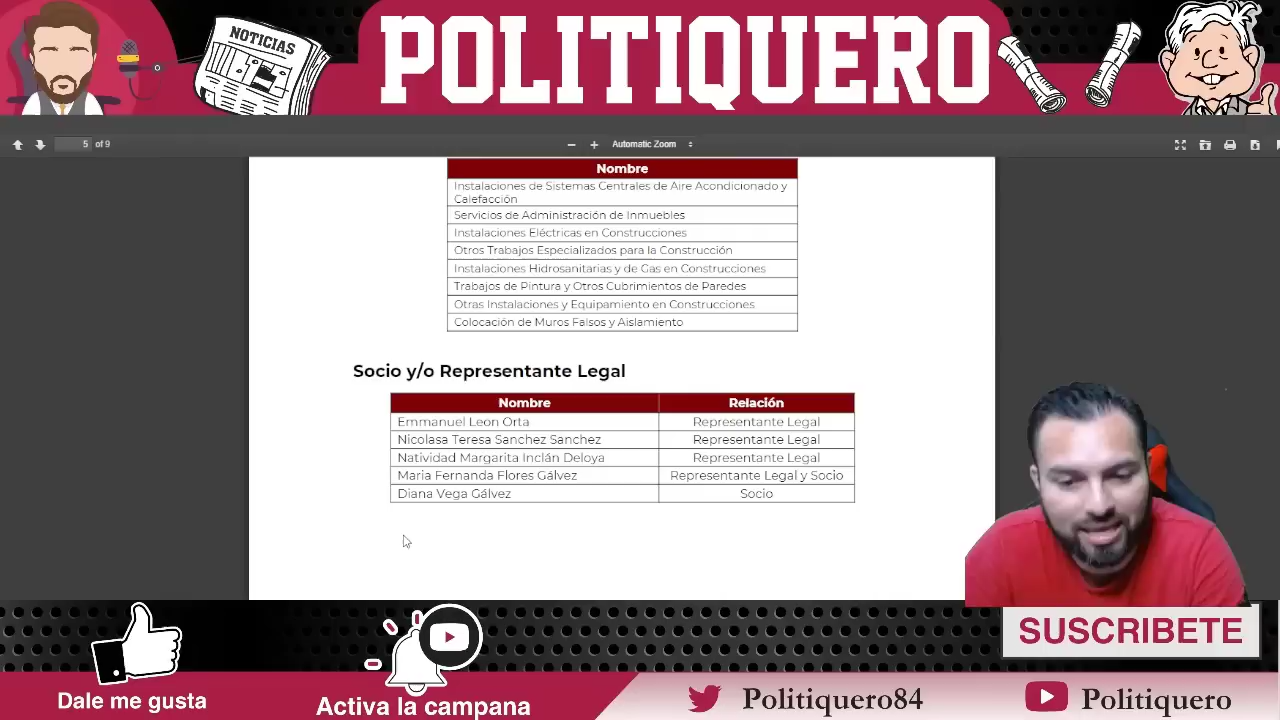 NOTICIAS
POLITIQUERO
5 of 9
Automatic Zoom
Nombre
Instalaciones de Sistemas Centrales de Aire Acondicionado y
Calefacción
Servicios de Administración de Inmuebles
Instalaciones Eléctricas en Construcciones
Otros Trabajos Especializados para la Construcción
Instalaciones Hidrosanitarias y de Gas en Construcciones
Trabajos de Pintura y Otros Cubrimientos de Paredes
Otras Instalaciones y Equipamiento en Construcciones
Colocación de Muros Falsos y Aislamiento
Socio y/o Representante Legal
Nombre Relación
Emmanuel Leon Orta Representante Legal
Nicolasa Teresa Sanchez Sanchez Representante Legal
Natividad Margarita Inclán Deloya Representante Legal
Maria Fernanda Flores Gálvez Representante Legal y Socio
Diana Vega Gálvez Socio
SUSCRIBETE
Dale me gusta
Activa la campana
Politiquero84
Politiquero